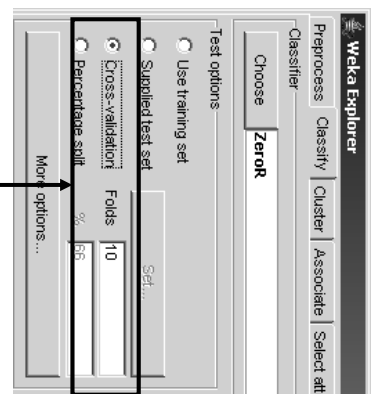 Weka Explorer
Preprocess Classify Cluster Associate Select att
Classifier
Choose ZeroR
Test options
Use training set
Supplied test set Set...
Cross-validation Folds 10
Percentage split % 66
More options...